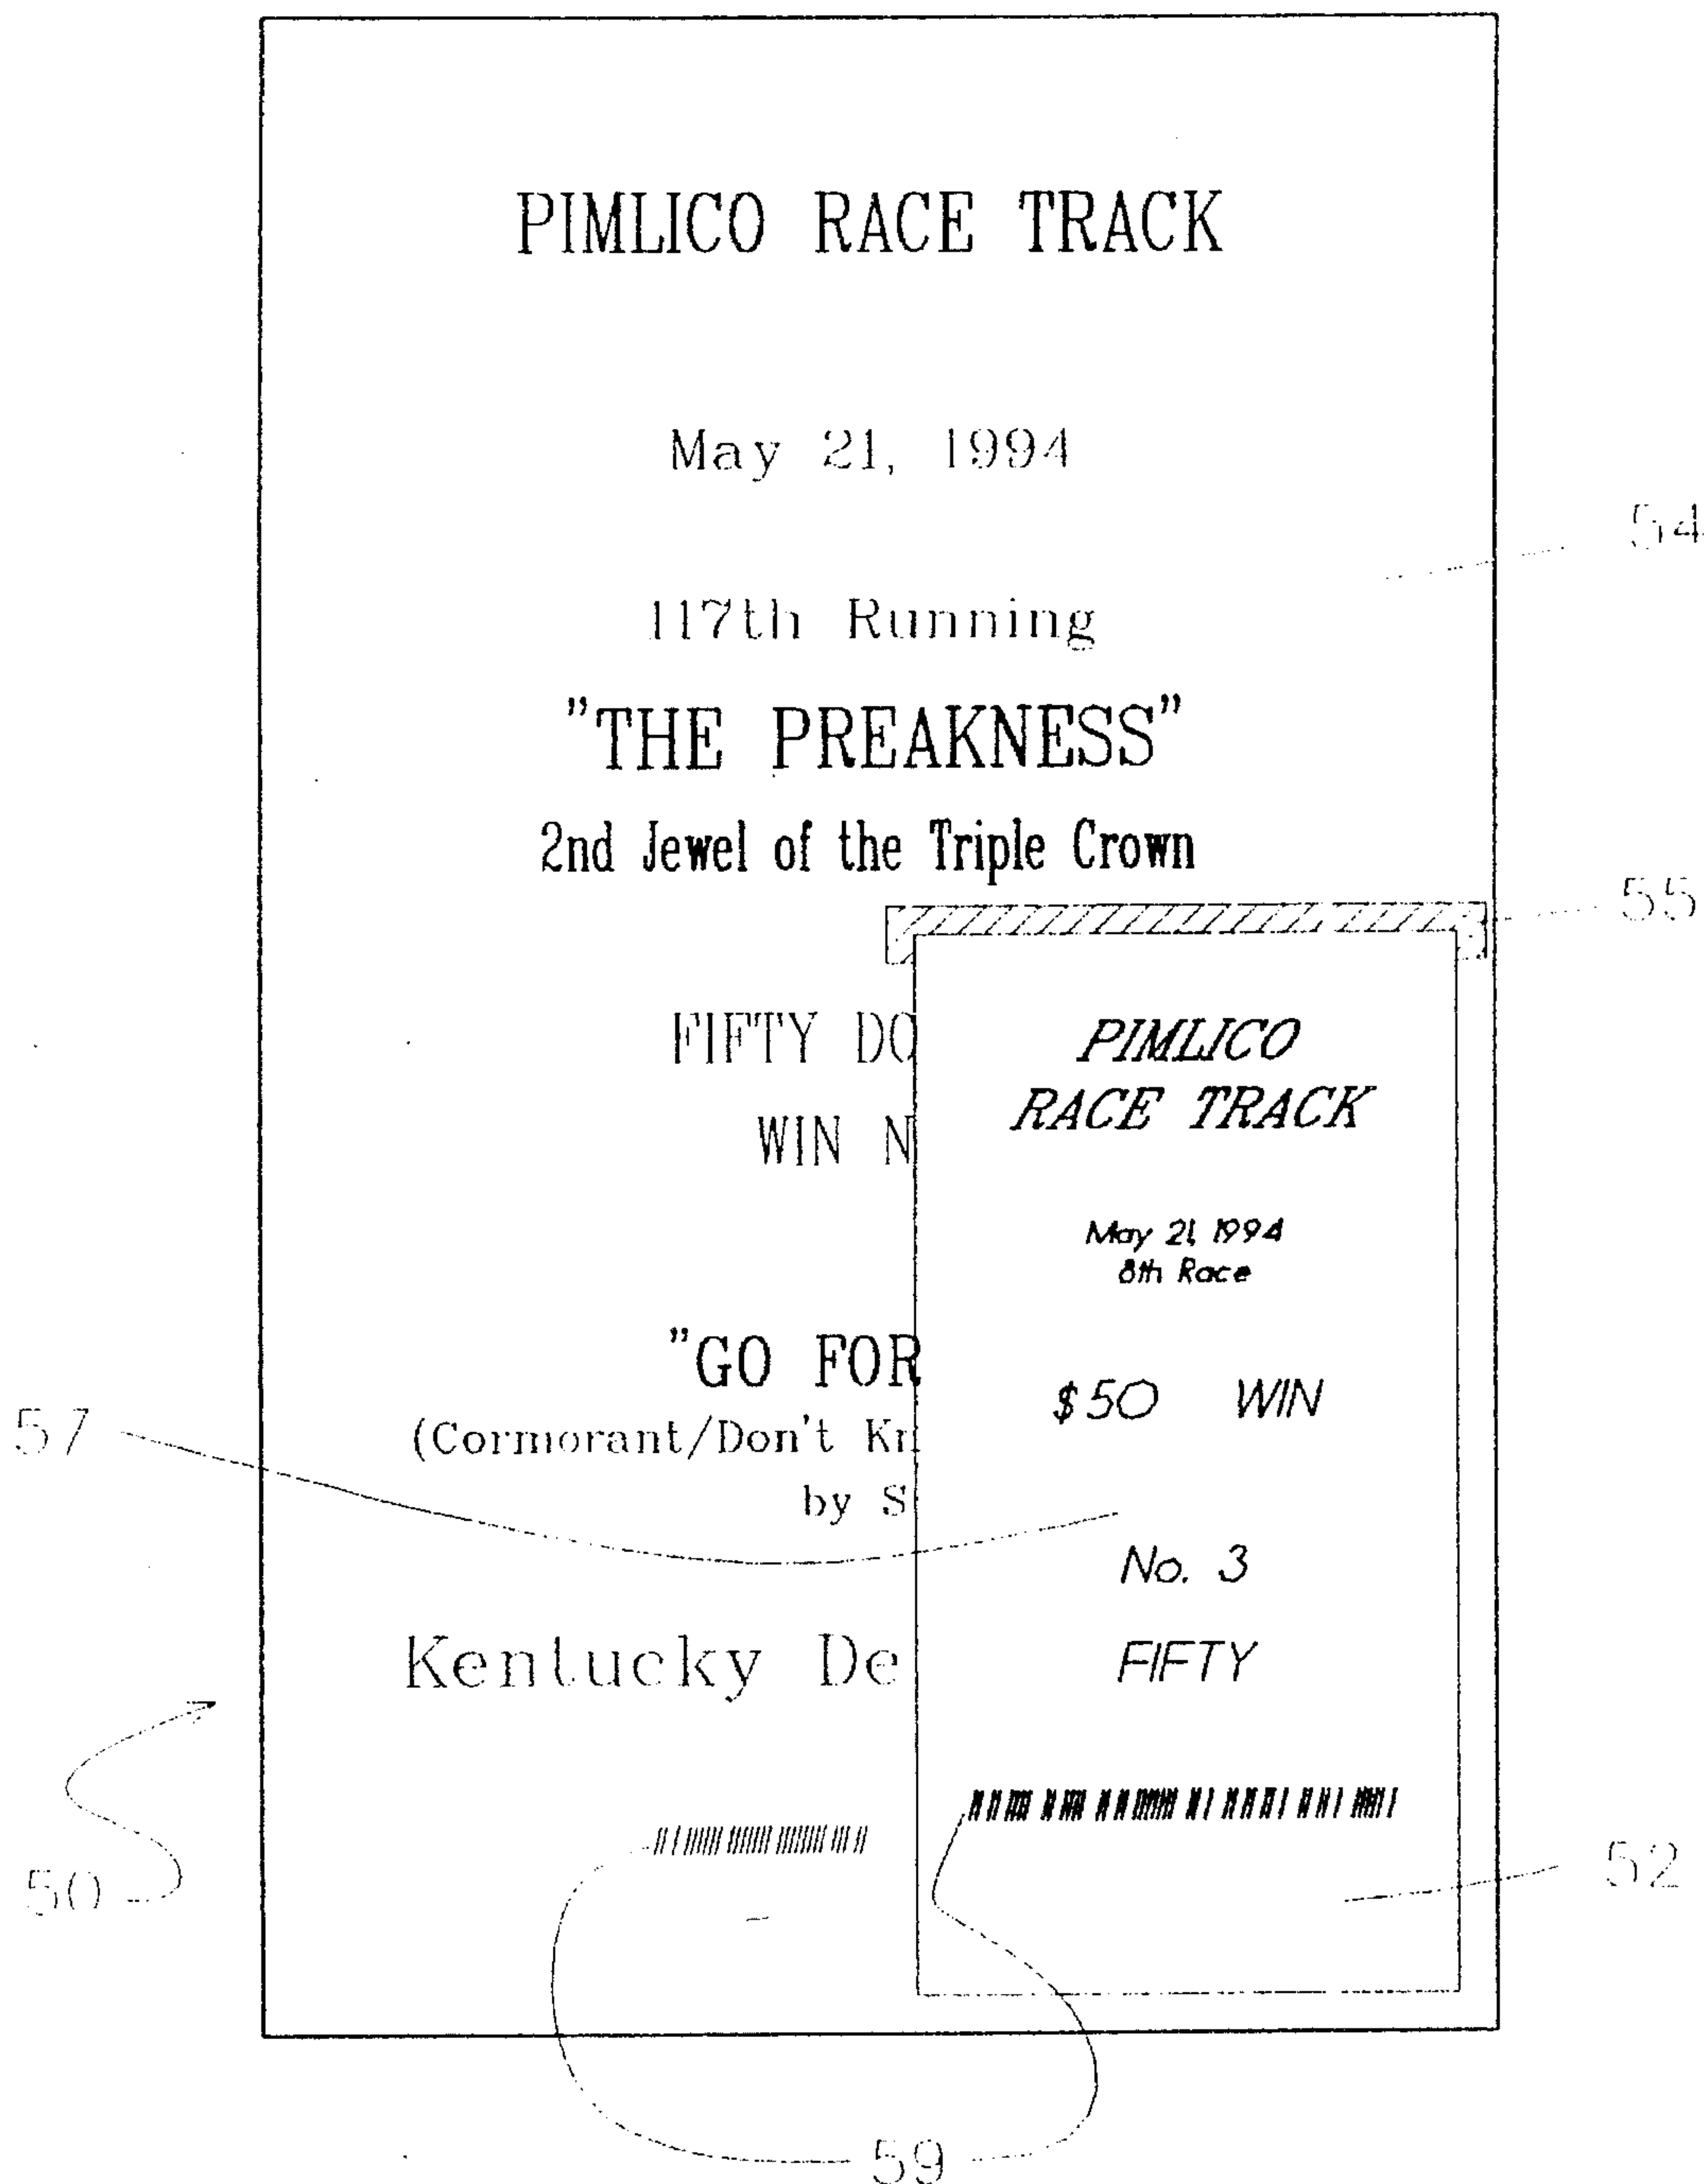 PIMLICO RACE TRACK
May 21, 1994
54
117th Running
"THE PREAKNESS"
2nd Jewel of the Triple Crown
55
FIFTY DO
WIN N
"GO FOR
57
(Cormorant/Don't Kn
by S
Kentucky De
50
PIMLICO
RACE TRACK
May 21, 1994
8th Race
$50 WIN
No. 3
FIFTY
52
59